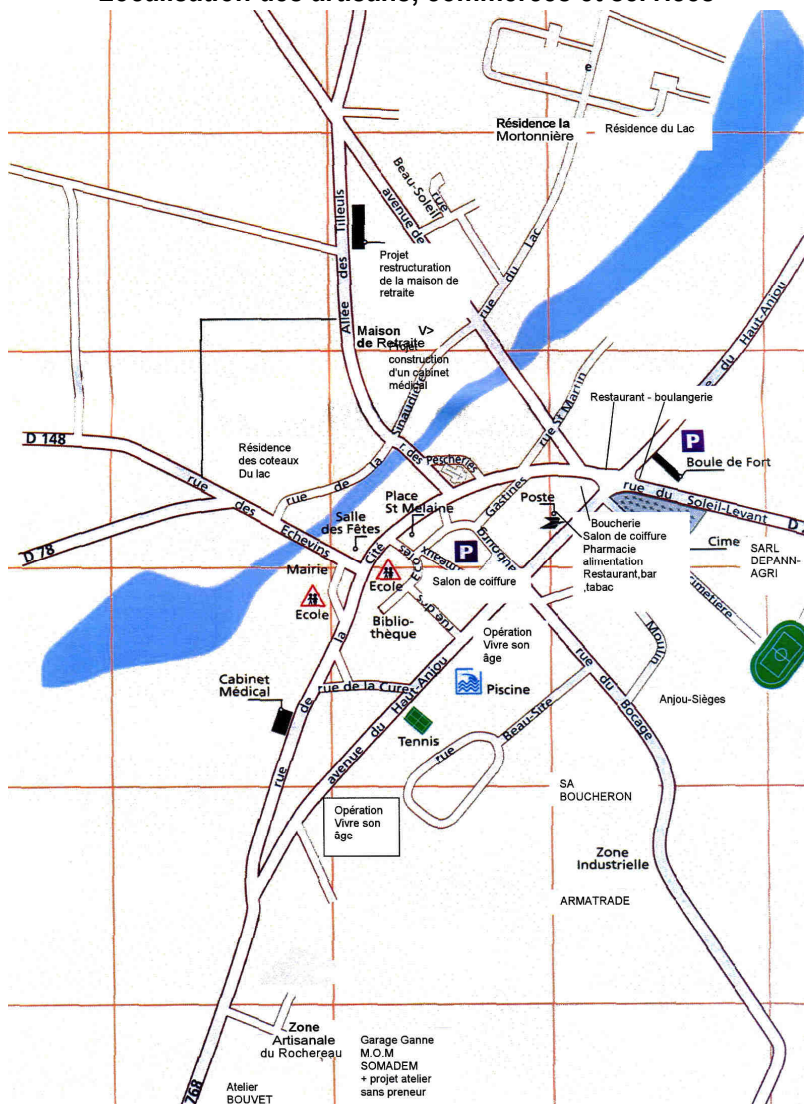 Localisation des artisans, commerces et services
e
Résidence la
Mortonnière
Résidence du Lac
rue
Beau-Soleil
avenue de
Allée des Tilleuls
rue du Lac
Projet
restructuration
de la maison de
retraite
du Haut-Anjou
Maison V>
de Retraite
Projet
construction
d'un cabinet
médical
rue St Martin
Restaurant - boulangerie
P
Boule de Fort
D 148
rue de la Sinaudière
Résidence
des coteaux
Du lac
r. des Pescheries
rue du Soleil-Levant
D
rue des Echevins
Salle
des Fêtes
Place
St Melaine
Gastines
Poste
Boucherie
Salon de coiffure
Pharmacie
alimentation
Restaurant,bar
,tabac
D 78
Cité
P
Cime
SARL
DEPANN-
AGRI
Mairie
Ecole
Ecole
Salon de coiffure
cimetière
Biblio-
thèque
rue des
Opération
Vivre son
âge
Moulin
Cabinet
Médical
rue de la Cure
Piscine
rue du Bocage
Anjou-Sièges
rue de la
avenue du Haut-Anjou
Tennis
rue Beau-Site
SA
BOUCHERON
Opération
Vivre son
âge
Zone
Industrielle
ARMATRADE
Zone
Artisanale
du Rochereau
Garage Ganne
M.O.M
SOMADEM
+ projet atelier
sans preneur
768
Atelier
BOUVET